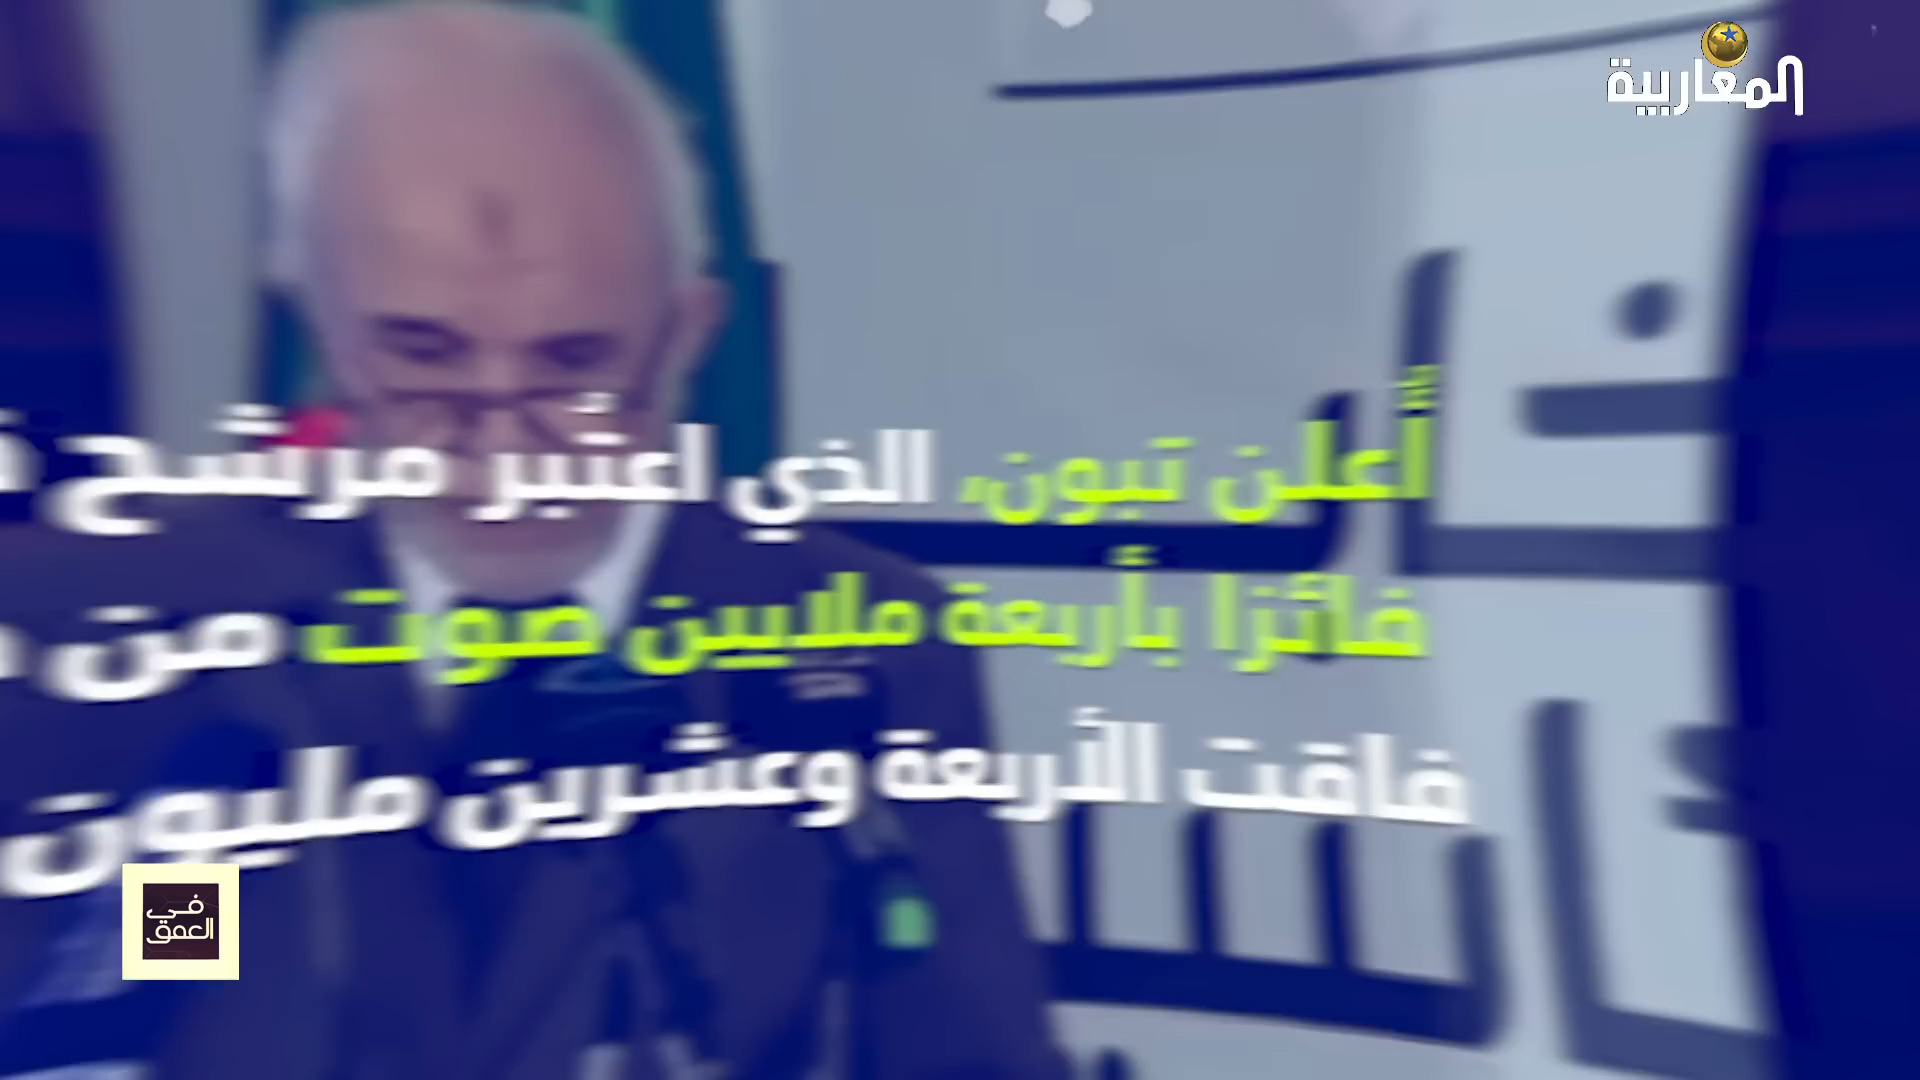 المغاربية
أعلن تبون، الذي اعتبر مرشح
فائزا بأربعة ملايين صوت من
فاقت الأربعة وعشرين مليون
في
العمق